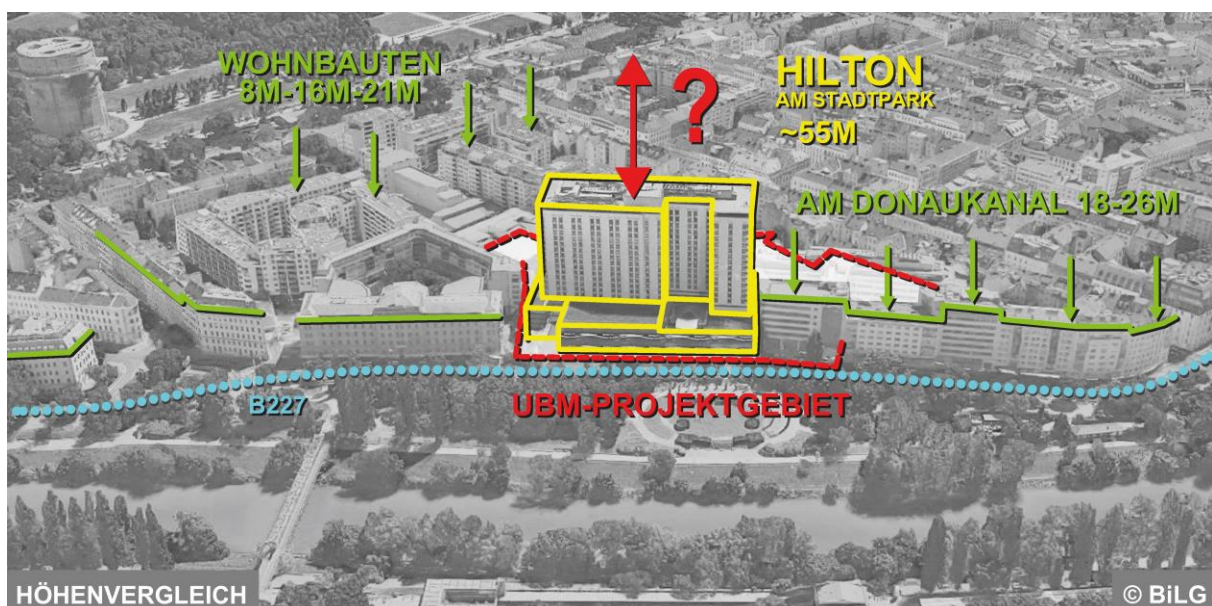 WOHNBAUTEN
8M-16M-21M
?
HILTON
AM STADTPARK
~55M
AM DONAUKANAL 18-26M
B227
UBM-PROJEKTGEBIET
HÖHENVERGLEICH
© BiLG